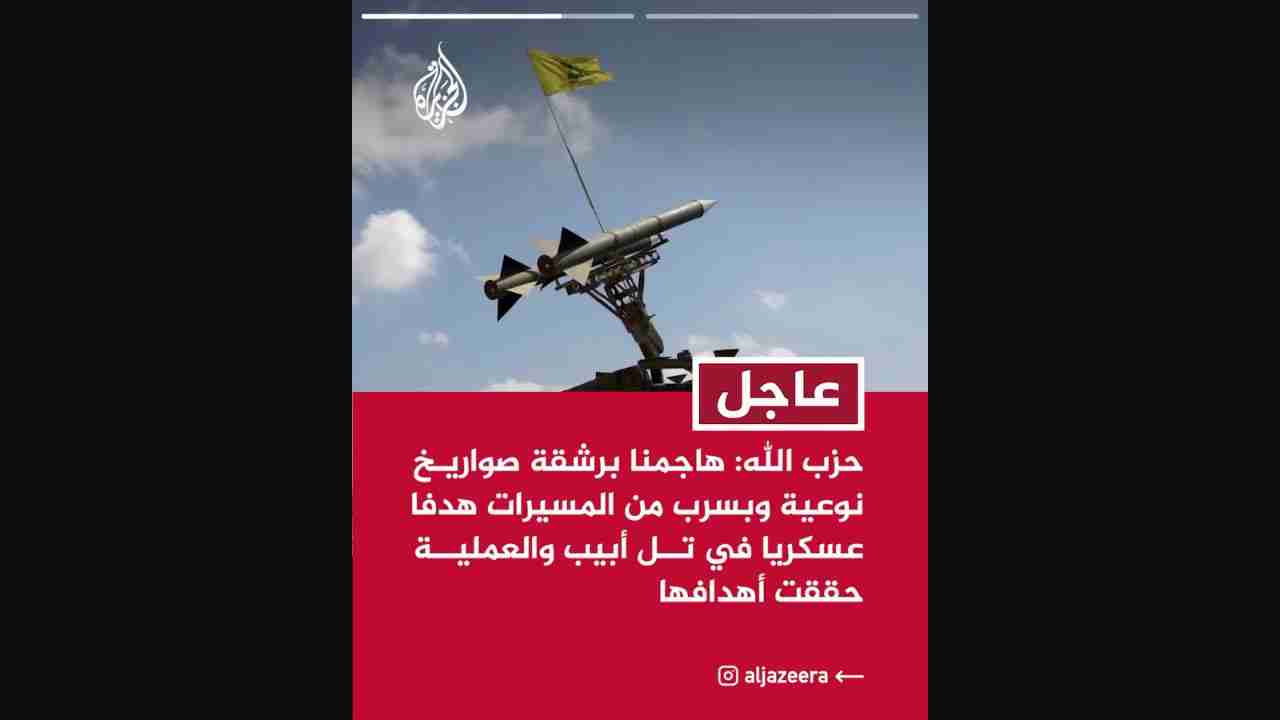 الجزيرة
عاجل
حزب الله: هاجمنا برشقة صواريخ
نوعية وبسرب من المسيرات هدفا
عسكريا في تل أبيب والعملية
حققت أهدافها
aljazeera